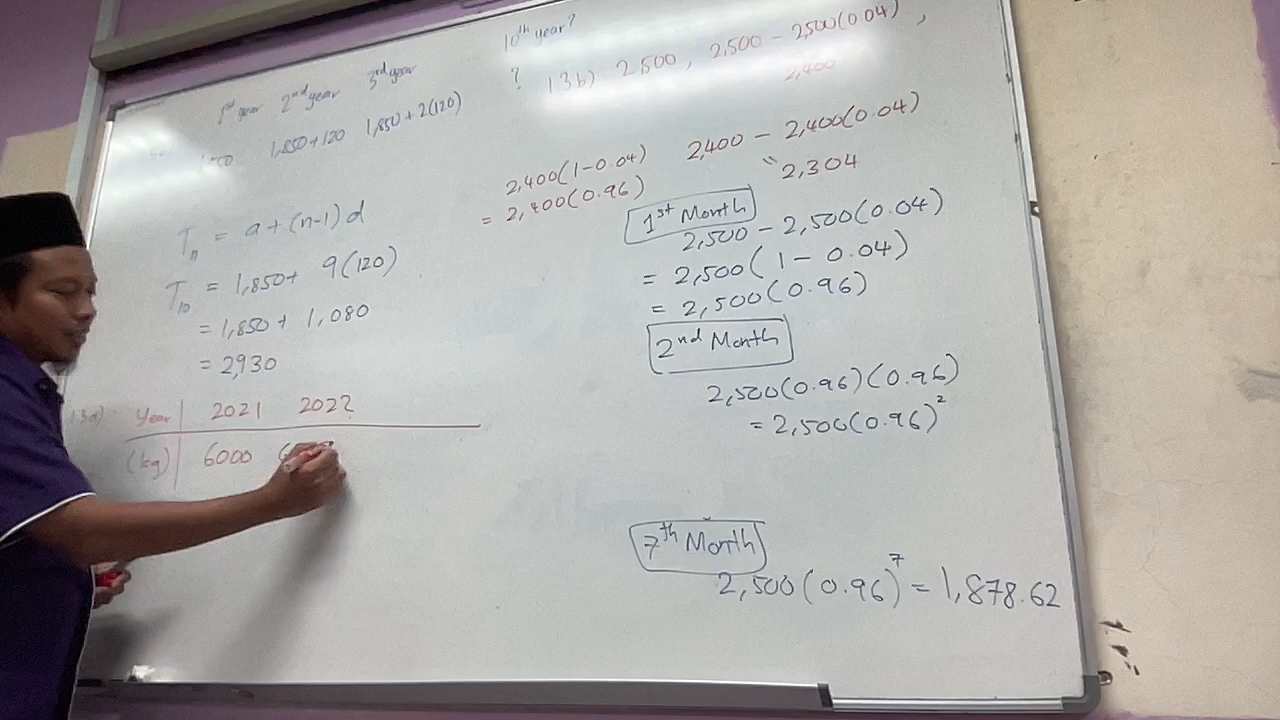 1st year 2nd year 3rd year
10th year?
1,850+120 1,850+2(120)
?
Tn = a+(n-1)d
T10 = 1,850+ 9(120)
= 1,850+ 1,080
= 2,930
13a) Year 2021 2022
(kg) 6000
13b) 2,500, 2,500 - 2,500(0.04),
2,400
2,400 - 2,400(0.04)
2,304
2,400(1-0.04)
= 2,400(0.96)
1st Month
2,500 - 2,500(0.04)
= 2,500(1 - 0.04)
= 2,500(0.96)
2nd Month
2,500(0.96)(0.96)
= 2,500(0.96)²
7th Month
2,500(0.96)⁷ = 1,878.62